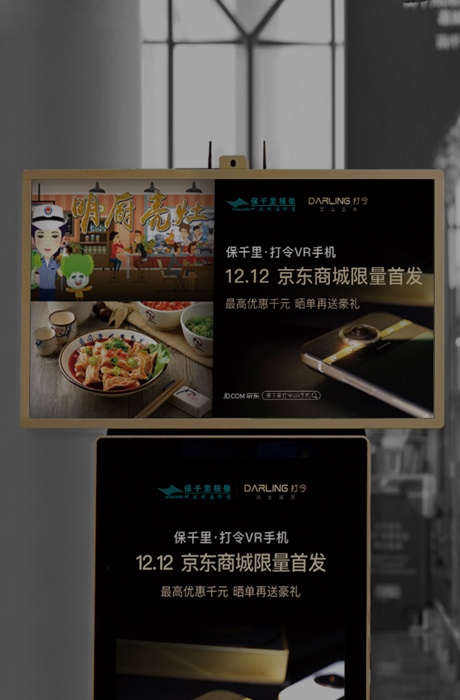 明厨亮灶
保千里视像
DARLING 打令
保千里·打令VR手机
12.12 京东商城限量首发
最高优惠千元 晒单再送豪礼
JD.COM 京东
保千里打令VR手机
保千里视像
DARLING 打令
保千里·打令VR手机
12.12 京东商城限量首发
最高优惠千元 晒单再送豪礼